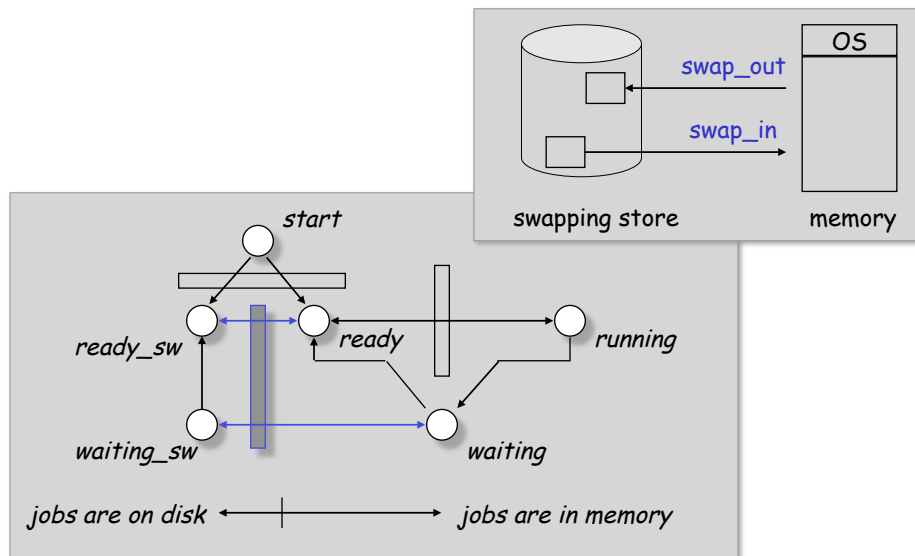 OS
swap_out
swap_in
swapping store
memory
start
ready_sw
ready
running
waiting_sw
waiting
jobs are on disk
jobs are in memory